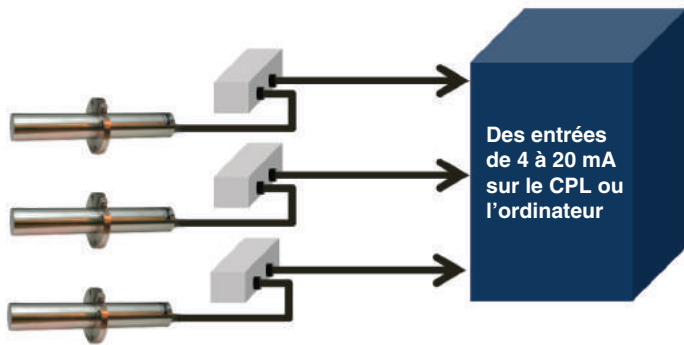 Des entrées
de 4 à 20 mA
sur le CPL ou
l’ordinateur